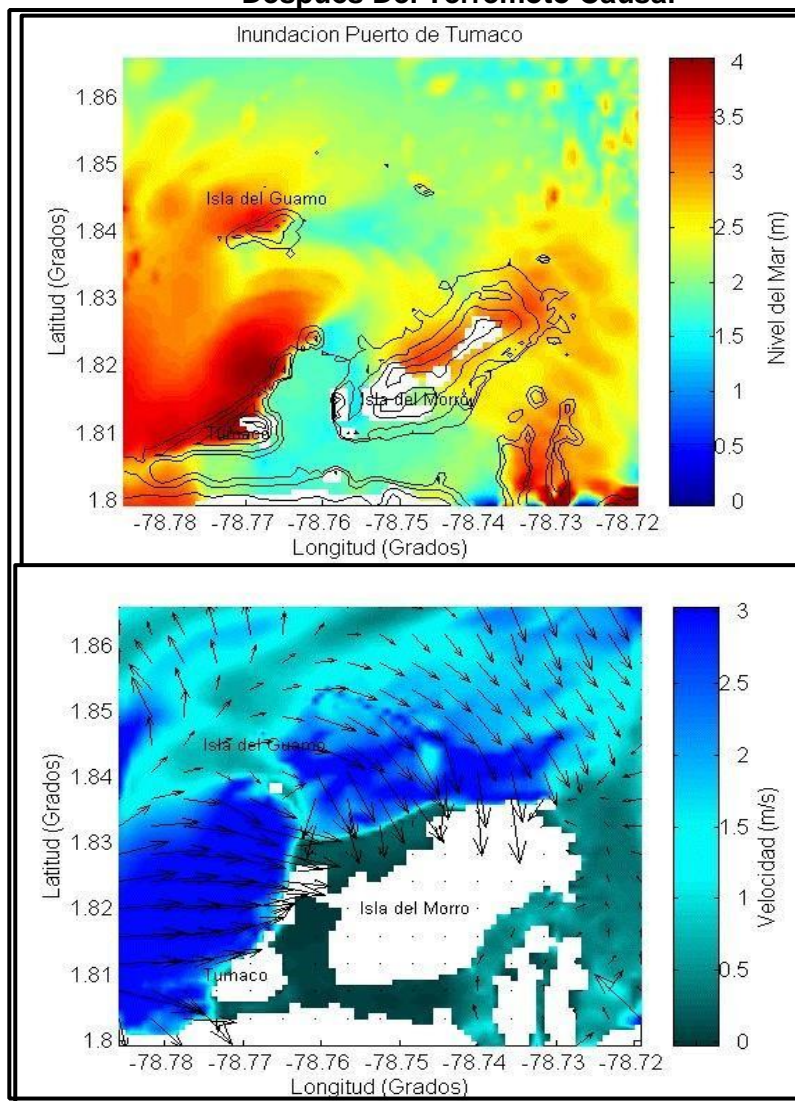 Después Del Terremoto Causal
Inundacion Puerto de Tumaco
1.86
1.85
1.84
1.83
1.82
1.81
1.8
Latitud (Grados)
Isla del Guamo
Isla del Morro
Tumaco
-78.78 -78.77 -78.76 -78.75 -78.74 -78.73 -78.72
Longitud (Grados)
4
3.5
3
2.5
2
1.5
1
0.5
0
Nivel del Mar (m)
1.86
1.85
1.84
1.83
1.82
1.81
1.8
Latitud (Grados)
Isla del Guamo
Isla del Morro
Tumaco
-78.78 -78.77 -78.76 -78.75 -78.74 -78.73 -78.72
Longitud (Grados)
3
2.5
2
1.5
1
0.5
0
Velocidad (m/s)